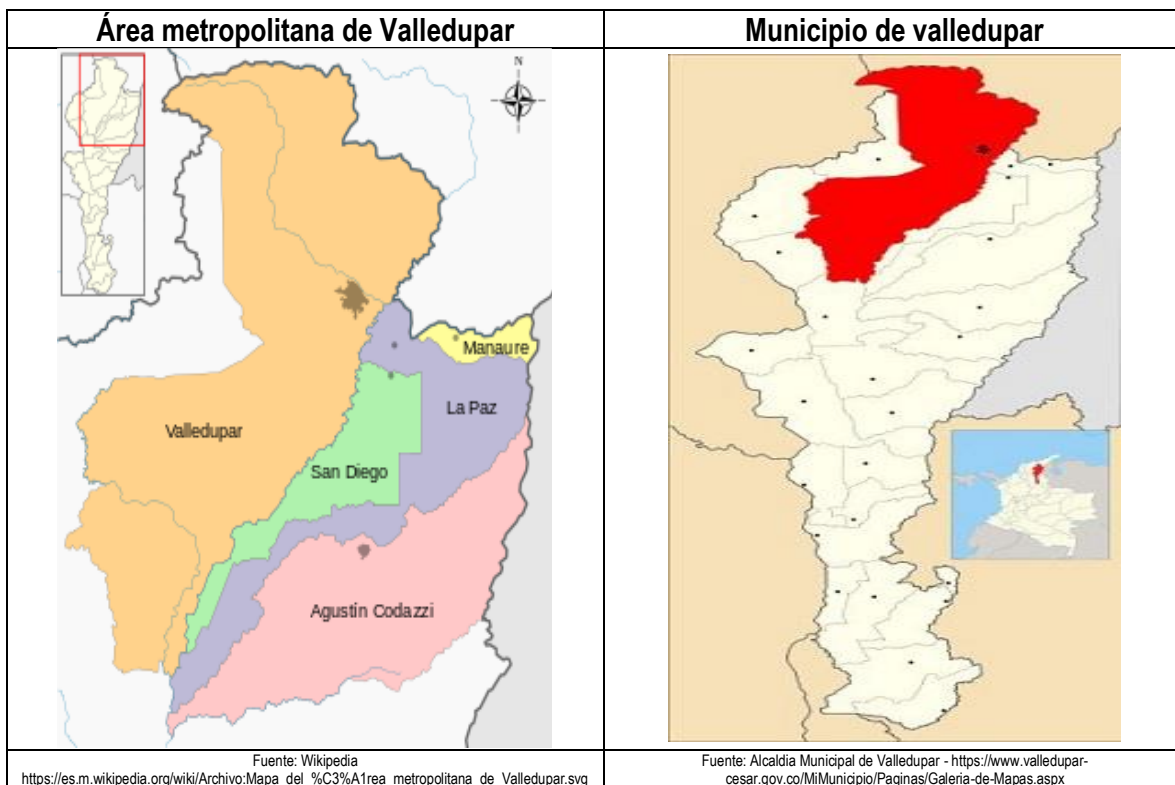 Área metropolitana de Valledupar
Municipio de valledupar
N
Manaure
La Paz
Valledupar
San Diego
Agustín Codazzi
Fuente: Wikipedia
https://es.m.wikipedia.org/wiki/Archivo:Mapa_del_%C3%A1rea_metropolitana_de_Valledupar.svg
Fuente: Alcaldia Municipal de Valledupar - https://www.valledupar-
cesar.gov.co/MiMunicipio/Paginas/Galeria-de-Mapas.aspx